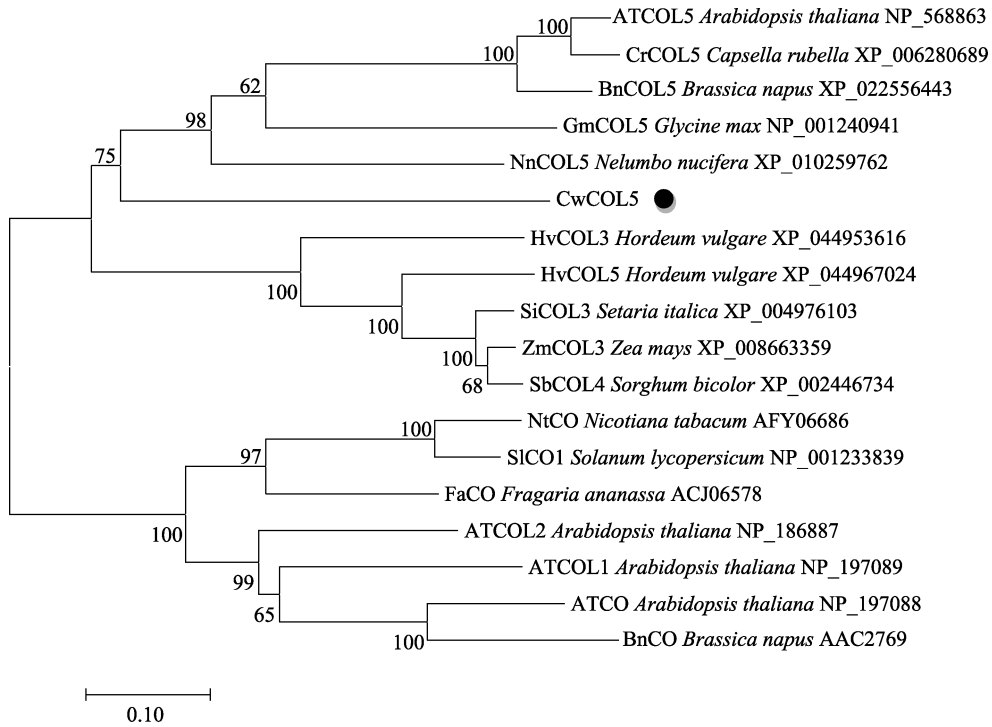 ATCOL5 Arabidopsis thaliana NP_568863
100
CrCOL5 Capsella rubella XP_006280689
100
BnCOL5 Brassica napus XP_022556443
62
GmCOL5 Glycine max NP_001240941
98
NnCOL5 Nelumbo nucifera XP_010259762
75
CwCOL5
HvCOL3 Hordeum vulgare XP_044953616
100
HvCOL5 Hordeum vulgare XP_044967024
SiCOL3 Setaria italica XP_004976103
100
ZmCOL3 Zea mays XP_008663359
100
SbCOL4 Sorghum bicolor XP_002446734
68
NtCO Nicotiana tabacum AFY06686
100
SlCO1 Solanum lycopersicum NP_001233839
97
FaCO Fragaria ananassa ACJ06578
100
ATCOL2 Arabidopsis thaliana NP_186887
99
ATCOL1 Arabidopsis thaliana NP_197089
ATCO Arabidopsis thaliana NP_197088
65
BnCO Brassica napus AAC2769
100
0.10